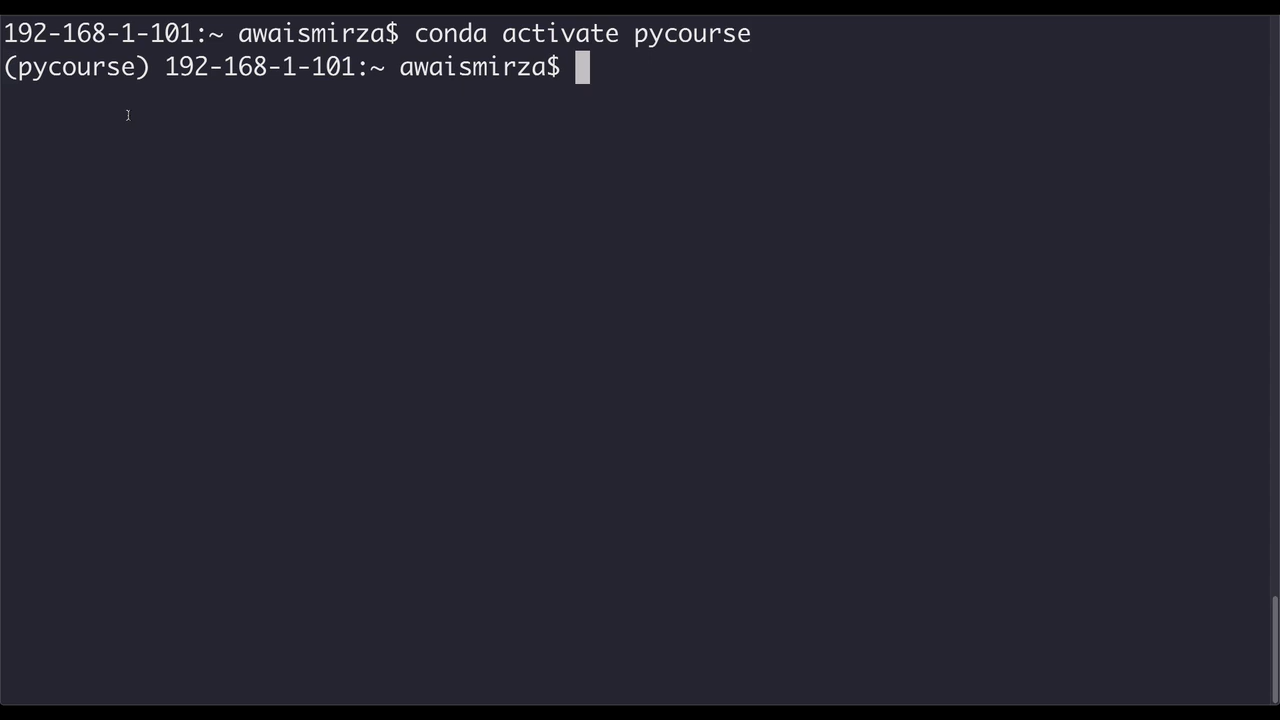 192-168-1-101:~ awaismirza$ conda activate pycourse
(pycourse) 192-168-1-101:~ awaismirza$